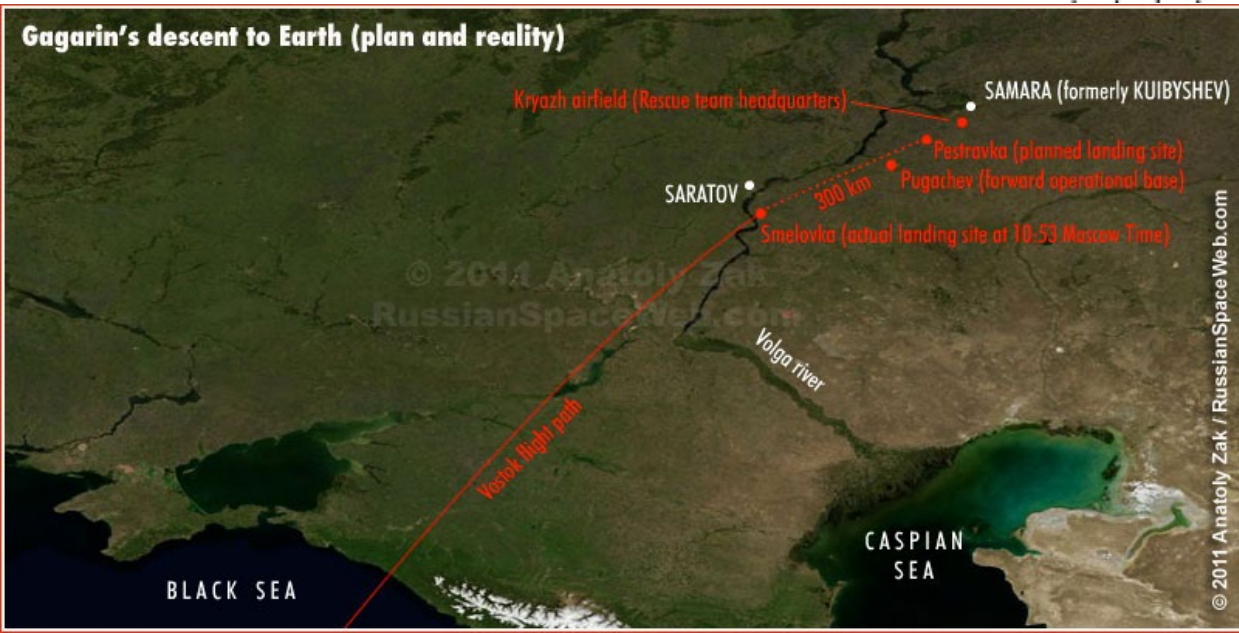 Gagarin's descent to Earth (plan and reality)
SAMARA (formerly KUIBYSHEV)
Kryazh airfield (Rescue team headquarters)
Pestravka (planned landing site)
Pugachev (forward operational base)
SARATOV
300 km
Smelovka (actual landing site at 10:53 Moscow Time)
© 2011 Anatoly Zak
RussianSpaceWeb.com
Volga river
Vostok flight path
CASPIAN
SEA
BLACK SEA
© 2011 Anatoly Zak / RussianSpaceWeb.com